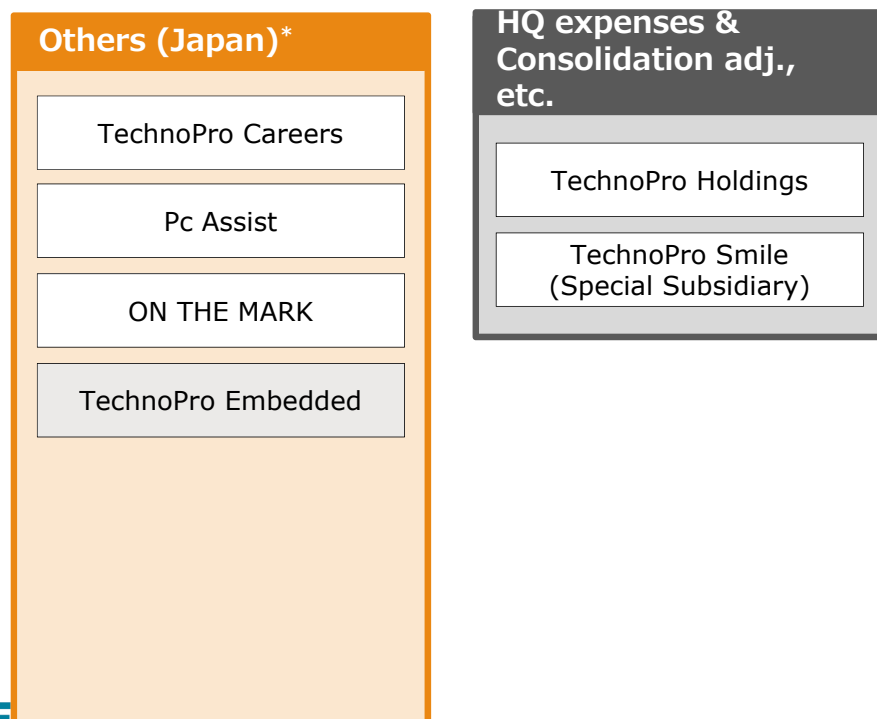 Others (Japan)*
TechnoPro Careers
Pc Assist
ON THE MARK
TechnoPro Embedded
HQ expenses &
Consolidation adj.,
etc.
TechnoPro Holdings
TechnoPro Smile
(Special Subsidiary)